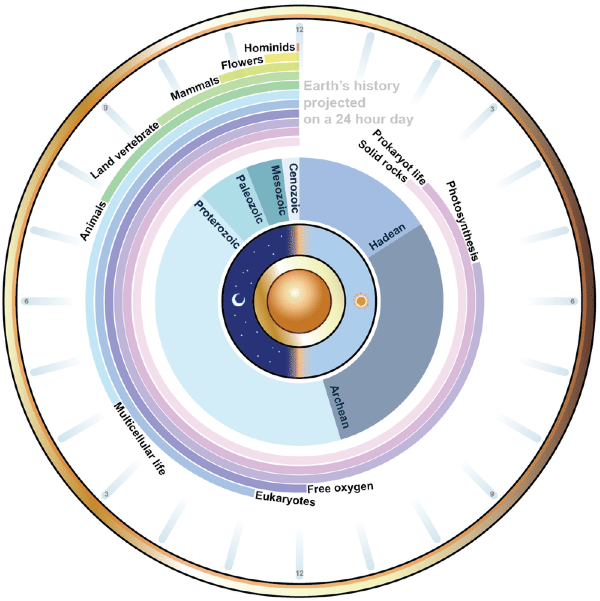 12
Hominids
Flowers
Mammals
Land vertebrate
Animals
Earth's history
projected
on a 24 hour day
9
3
Prokaryot life
Solid rocks
Photosynthesis
Cenozoic
Mesozoic
Paleozoic
Proterozoic
Hadean
Archean
6
6
Multicellular life
Free oxygen
Eukaryotes
3
9
12